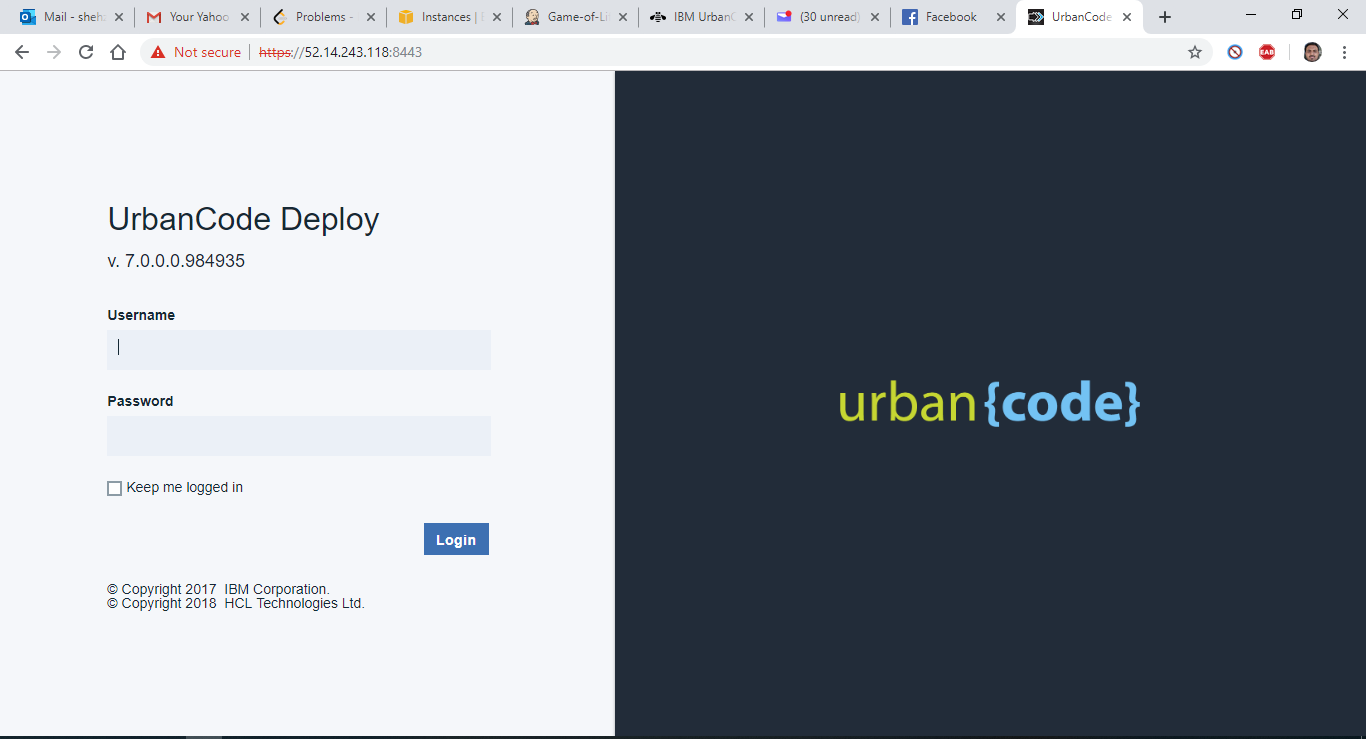 Mail - sheh
Your Yahoo
Problems -
Instances | E
Game-of-Li
IBM UrbanC
(30 unread)
Facebook
UrbanCode
Not secure | https://52.14.243.118:8443
EAB
UrbanCode Deploy
v. 7.0.0.0.984935
Username
Password
Keep me logged in
Login
© Copyright 2017 IBM Corporation.
© Copyright 2018 HCL Technologies Ltd.
urban{code}